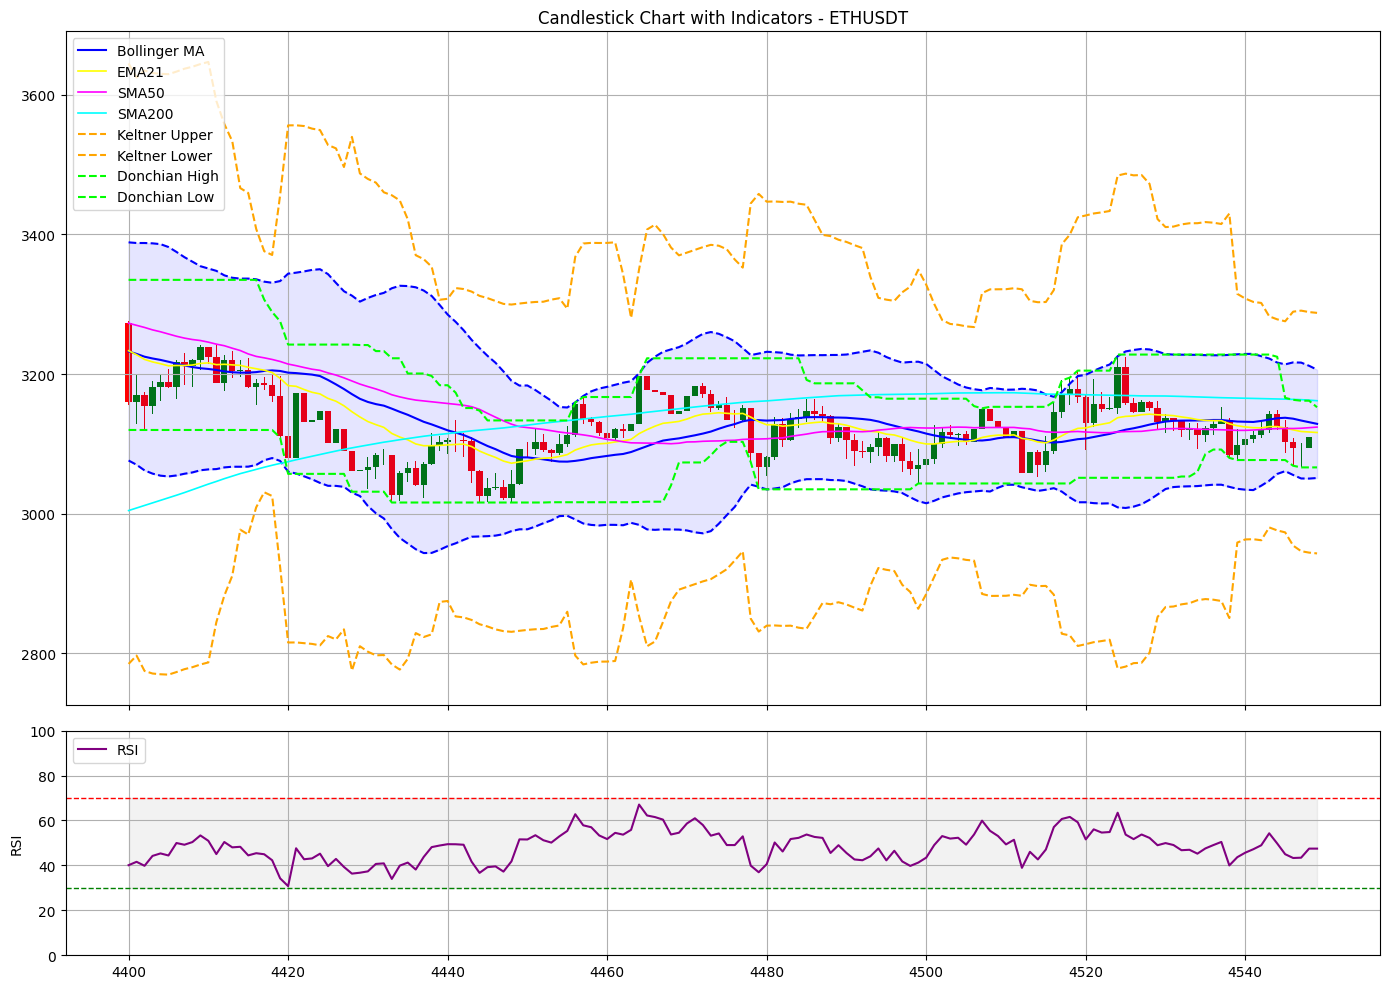 Candlestick Chart with Indicators - ETHUSDT
Bollinger MA
EMA21
SMA50
SMA200
Keltner Upper
Keltner Lower
Donchian High
Donchian Low
3600
3400
3200
3000
2800
RSI
100
80
60
40
20
0
RSI
4400 4420 4440 4460 4480 4500 4520 4540